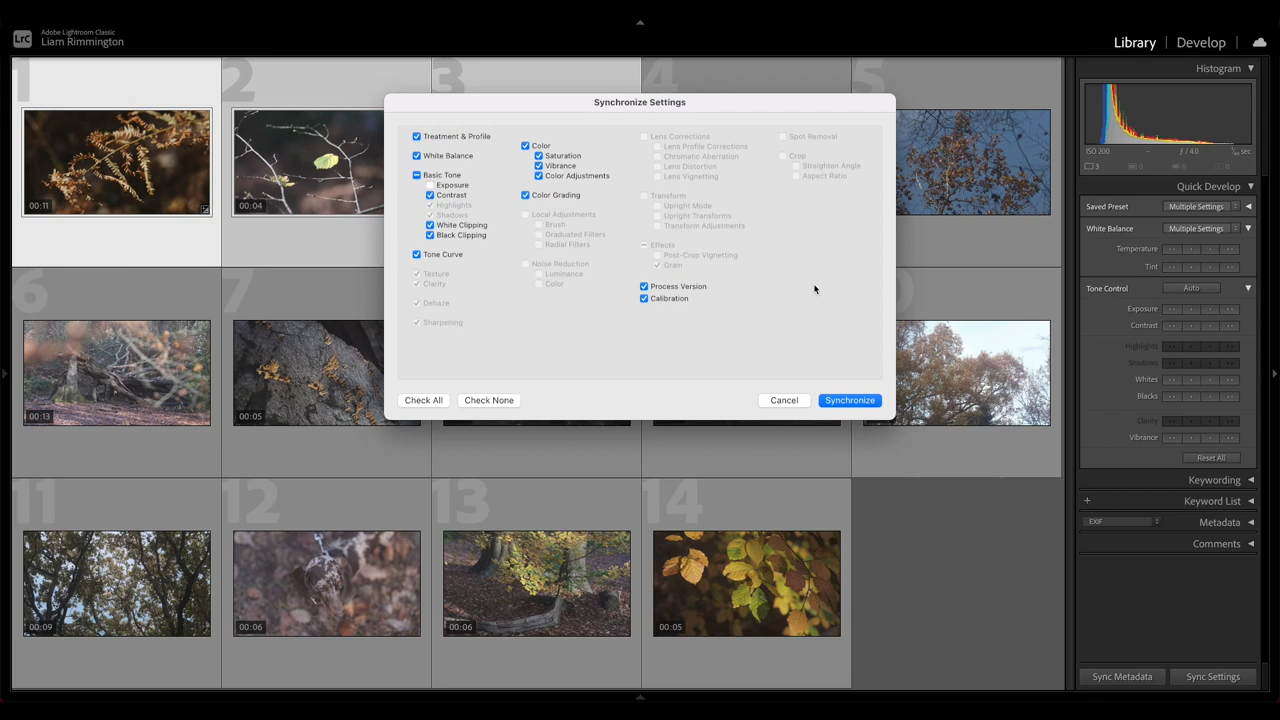 LrC
Adobe Lightroom Classic
Liam Rimmington
Library
Develop
1
2
3
4
5
00:11
00:04
6
7
0
00:13
00:05
11
12
13
14
00:09
00:06
00:06
00:05
Synchronize Settings
Treatment & Profile
White Balance
Basic Tone
Exposure
Contrast
Highlights
Shadows
White Clipping
Black Clipping
Tone Curve
Texture
Clarity
Dehaze
Sharpening
Color
Saturation
Vibrance
Color Adjustments
Color Grading
Local Adjustments
Brush
Graduated Filters
Radial Filters
Noise Reduction
Luminance
Color
Lens Corrections
Lens Profile Corrections
Chromatic Aberration
Lens Distortion
Lens Vignetting
Transform
Upright Mode
Upright Transforms
Transform Adjustments
Effects
Post-Crop Vignetting
Grain
Process Version
Calibration
Spot Removal
Crop
Straighten Angle
Aspect Ratio
Check All
Check None
Cancel
Synchronize
Histogram
ISO 200 - ƒ / 4.0 sec
3 0 0 0
Quick Develop
Saved Preset Multiple Settings
White Balance Multiple Settings
Temperature
Tint
Tone Control Auto
Exposure
Contrast
Highlights
Shadows
Whites
Blacks
Clarity
Vibrance
Reset All
Keywording
+ Keyword List
EXIF Metadata
Comments
Sync Metadata
Sync Settings